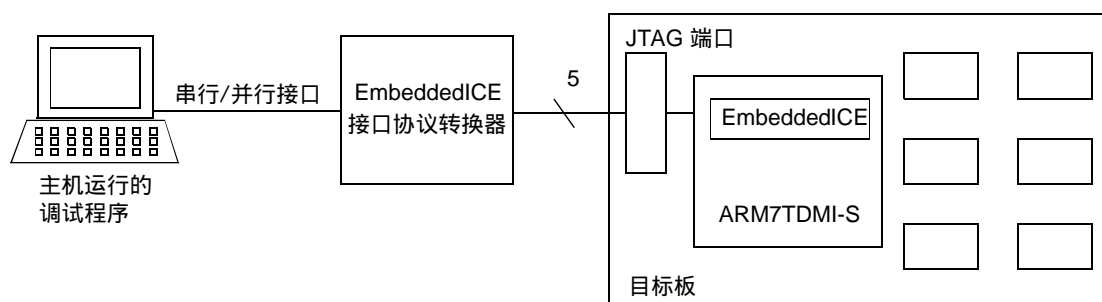 JTAG 端口
5
串行/并行接口
EmbeddedICE
接口协议转换器
EmbeddedICE
主机运行的
调试程序
ARM7TDMI-S
目标板